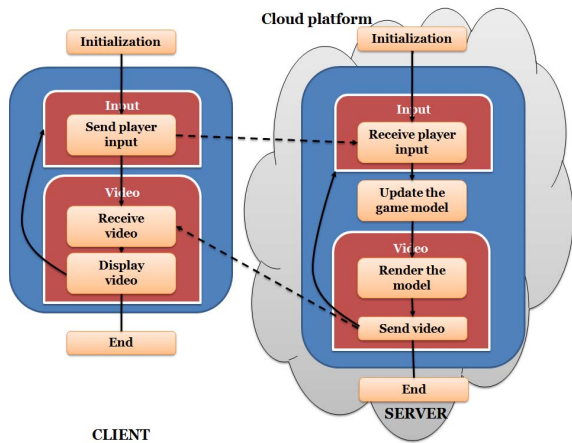 Cloud platform
Initialization
Input
Send player
input
Video
Receive
video
Display
video
End
CLIENT
Initialization
Input
Receive player
input
Update the
game model
Video
Render the
model
Send video
End
SERVER